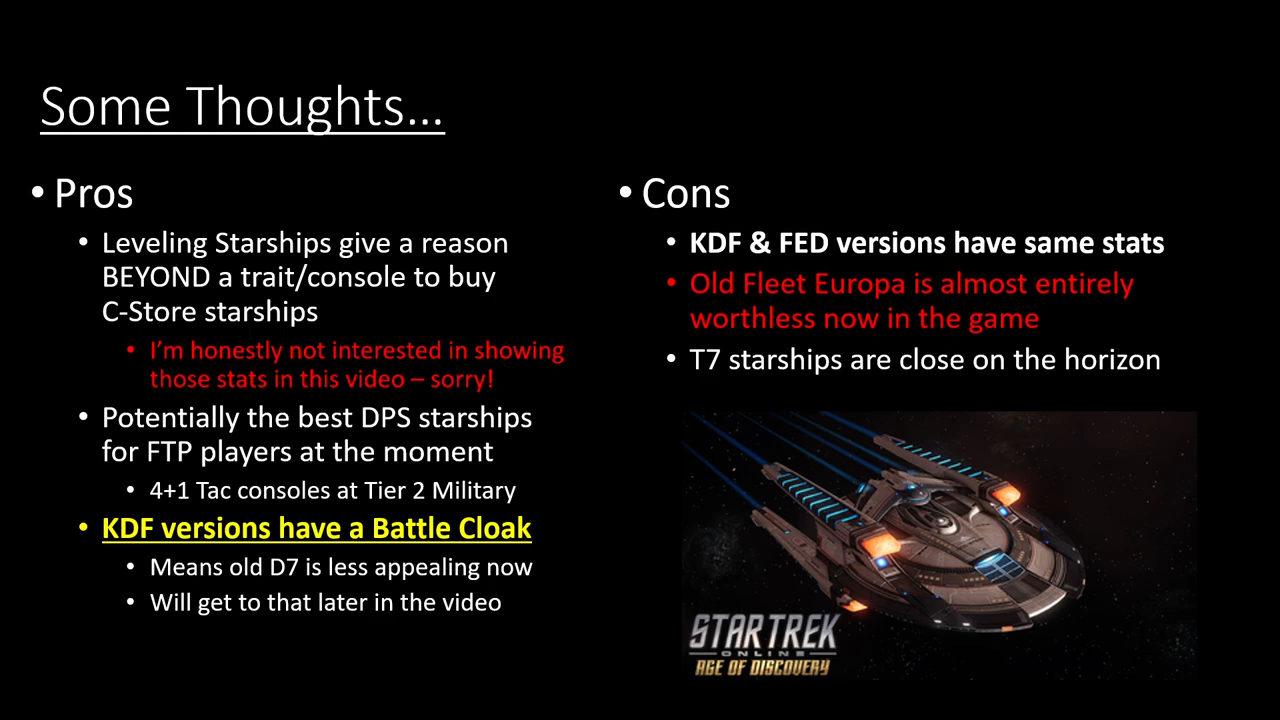 Some Thoughts…
• Pros
• Leveling Starships give a reason
BEYOND a trait/console to buy
C-Store starships
• I’m honestly not interested in showing
those stats in this video – sorry!
• Potentially the best DPS starships
for FTP players at the moment
• 4+1 Tac consoles at Tier 2 Military
• KDF versions have a Battle Cloak
• Means old D7 is less appealing now
• Will get to that later in the video
• Cons
• KDF & FED versions have same stats
• Old Fleet Europa is almost entirely
worthless now in the game
• T7 starships are close on the horizon
STAR TREK
ONLINE
AGE OF DISCOVERY